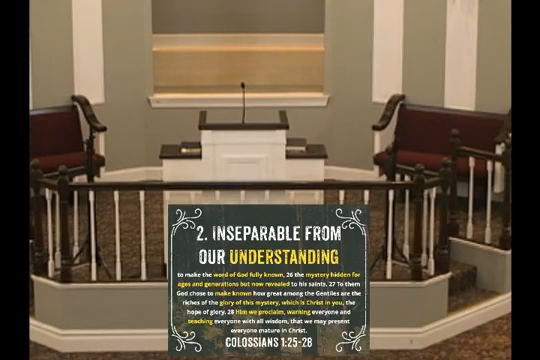 2. INSEPARABLE FROM
OUR UNDERSTANDING
to make the word of God fully known, 26 the mystery hidden for
ages and generations but now revealed to his saints. 27 To them
God chose to make known how great among the Gentiles are the
riches of the glory of this mystery, which is Christ in you, the
hope of glory. 28 Him we proclaim, warning everyone and
teaching everyone with all wisdom, that we may present
everyone mature in Christ.
COLOSSIANS 1:25-28